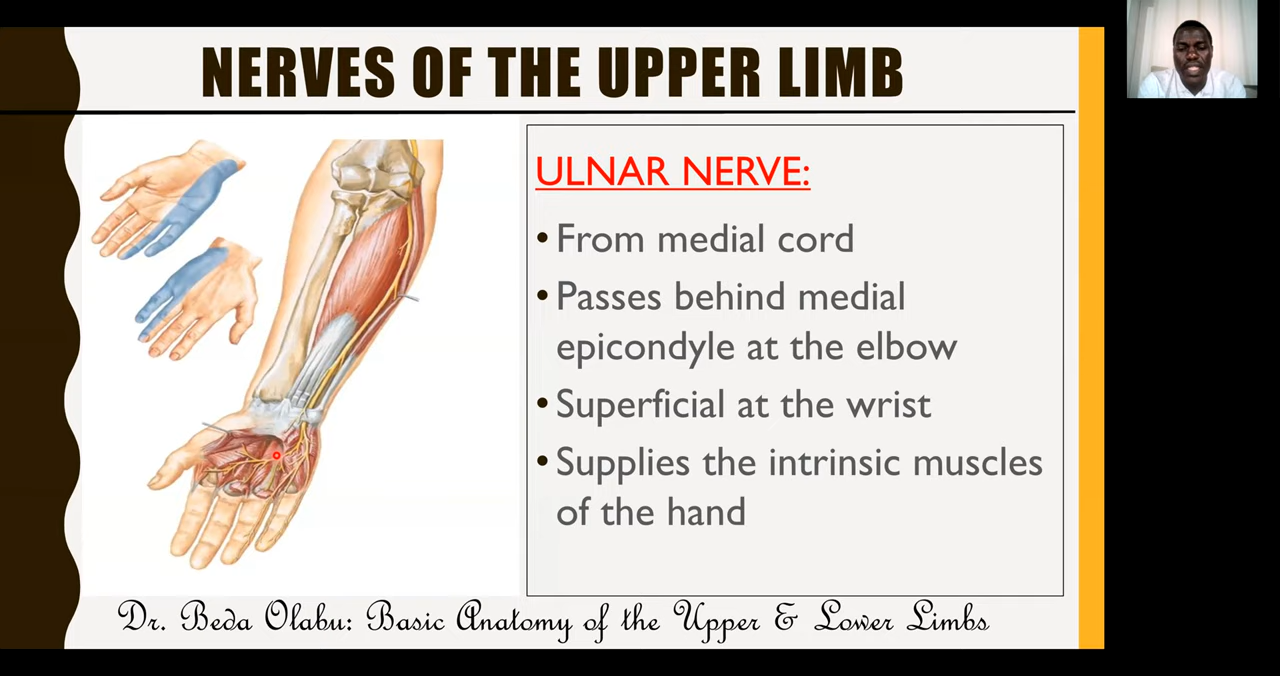 NERVES OF THE UPPER LIMB
ULNAR NERVE:
• From medial cord
• Passes behind medial
epicondyle at the elbow
• Superficial at the wrist
• Supplies the intrinsic muscles
of the hand
Dr. Beda Olabu: Basic Anatomy of the Upper & Lower Limbs